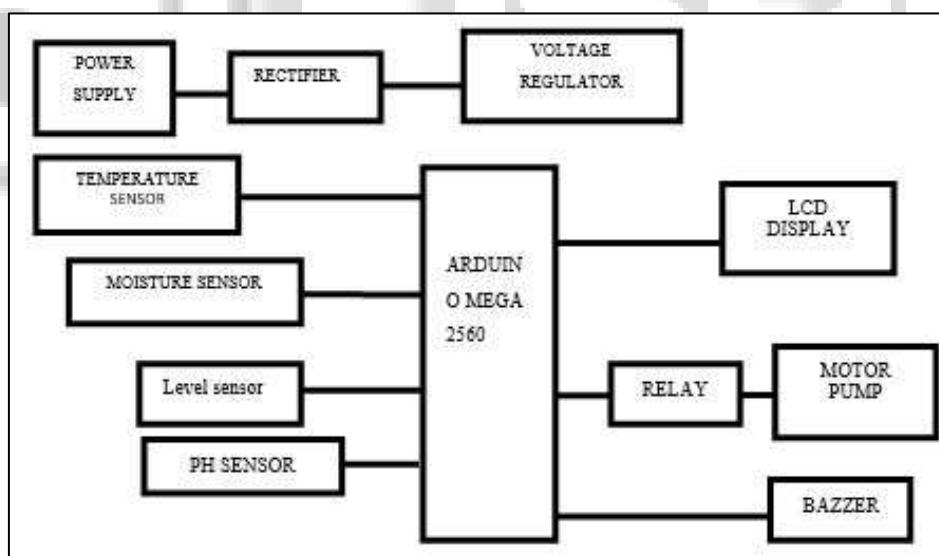 POWER
SUPPLY
RECTIFIER
VOLTAGE
REGULATOR
TEMPERATURE
SENSOR
MOISTURE SENSOR
Level sensor
PH SENSOR
ARDUIN
O MEGA
2560
LCD
DISPLAY
RELAY
MOTOR
PUMP
BAZZER